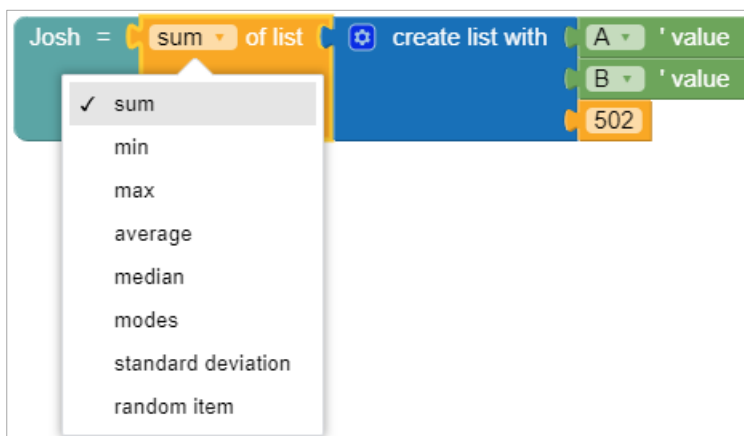 Josh = sum of list create list with A ' value
B ' value
502
✓ sum
min
max
average
median
modes
standard deviation
random item